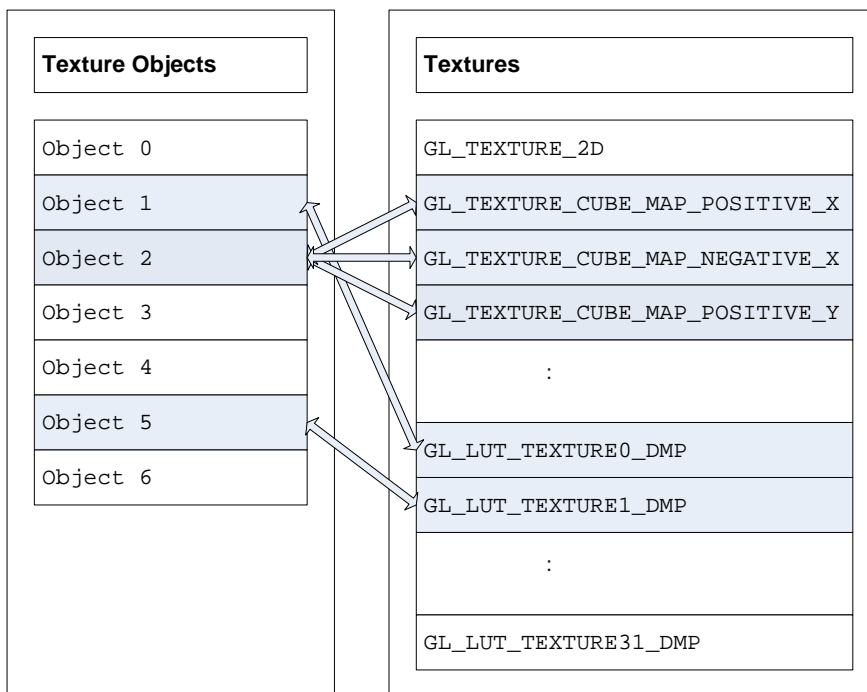 Texture Objects
Object 0
Object 1
Object 2
Object 3
Object 4
Object 5
Object 6
Textures
GL_TEXTURE_2D
GL_TEXTURE_CUBE_MAP_POSITIVE_X
GL_TEXTURE_CUBE_MAP_NEGATIVE_X
GL_TEXTURE_CUBE_MAP_POSITIVE_Y
:
GL_LUT_TEXTURE0_DMP
GL_LUT_TEXTURE1_DMP
:
GL_LUT_TEXTURE31_DMP